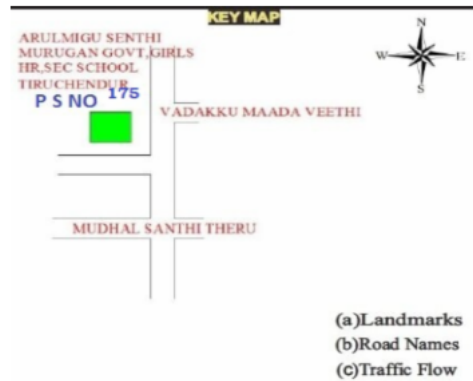 KEY MAP
ARULMIGU SENTHI
MURUGAN GOVT,GIRLS
HR,SEC SCHOOL
TIRUCHENDUR
P S NO 175
N
W E
S
VADAKKU MAADA VEETHI
MUDHAL SANTHI THERU
(a)Landmarks
(b)Road Names
(c)Traffic Flow